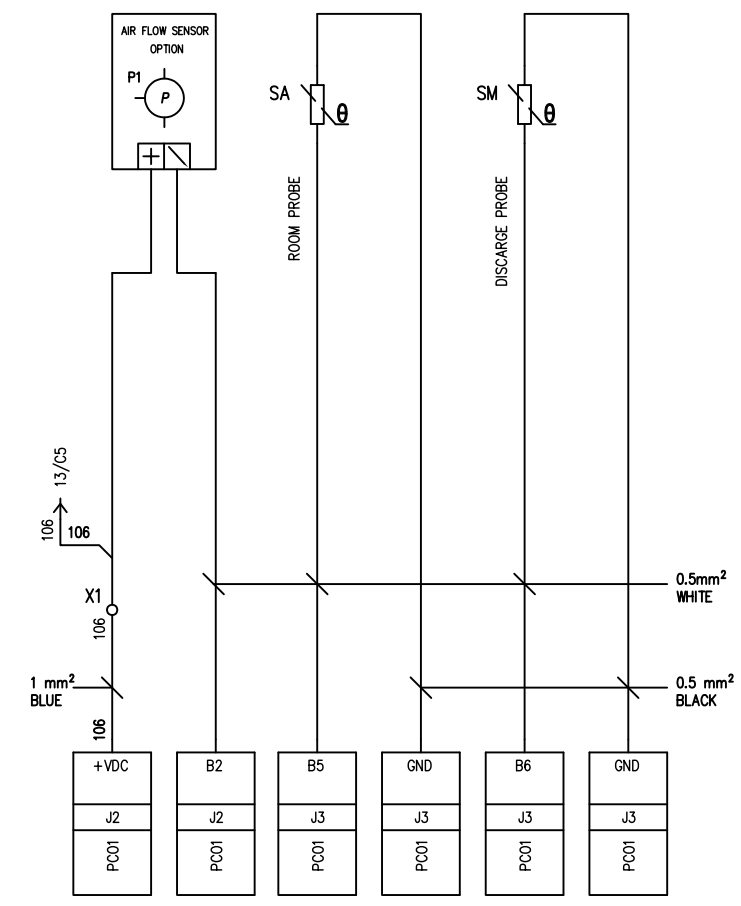 AIR FLOW SENSOR
OPTION
P1
P
SA
θ
SM
θ
ROOM PROBE
DISCARGE PROBE
13/C5
106
106
X1
106
0.5mm²
WHITE
1 mm²
BLUE
0.5 mm²
BLACK
106
+VDC
B2
B5
GND
B6
GND
J2
J2
J3
J3
J3
J3
PC01
PC01
PC01
PC01
PC01
PC01